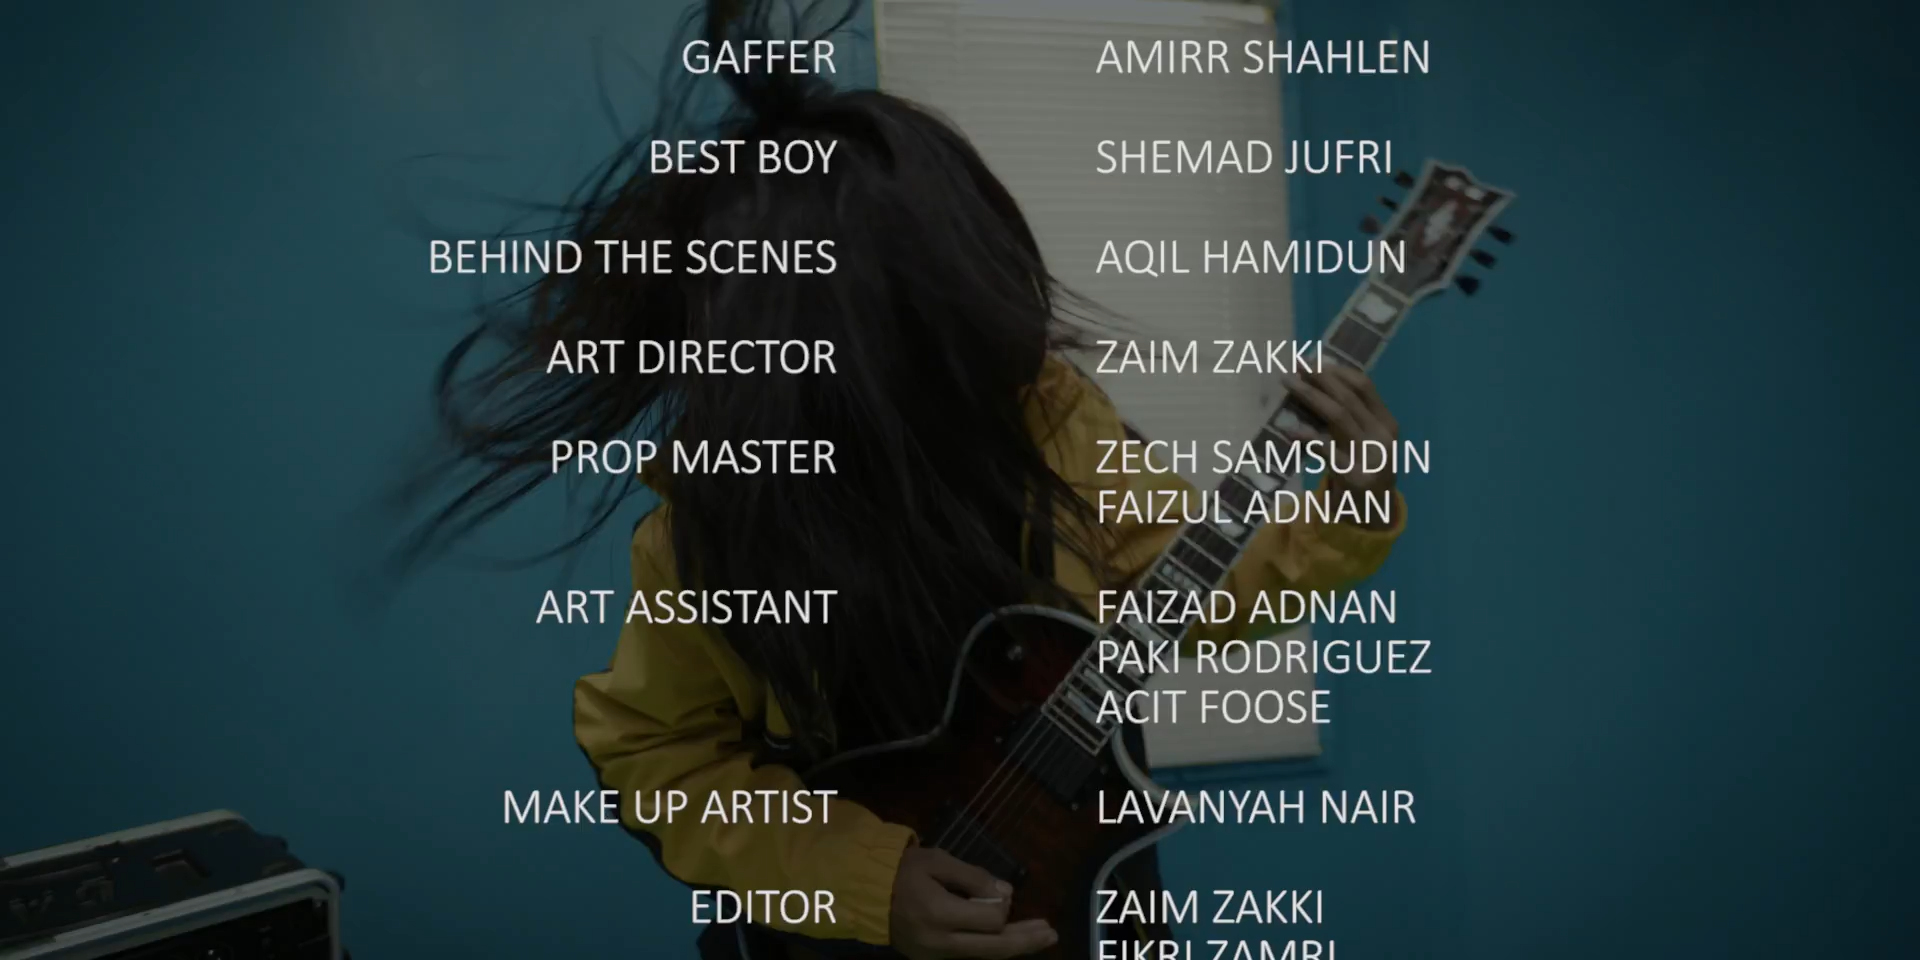 GAFFER AMIRR SHAHLEN
BEST BOY SHEMAD JUFRI
BEHIND THE SCENES AQIL HAMIDUN
ART DIRECTOR ZAIM ZAKKI
PROP MASTER ZECH SAMSUDIN
FAIZUL ADNAN
ART ASSISTANT FAIZAD ADNAN
PAKI RODRIGUEZ
ACIT FOOSE
MAKE UP ARTIST LAVANYAH NAIR
EDITOR ZAIM ZAKKI
FIKRI ZAMRI